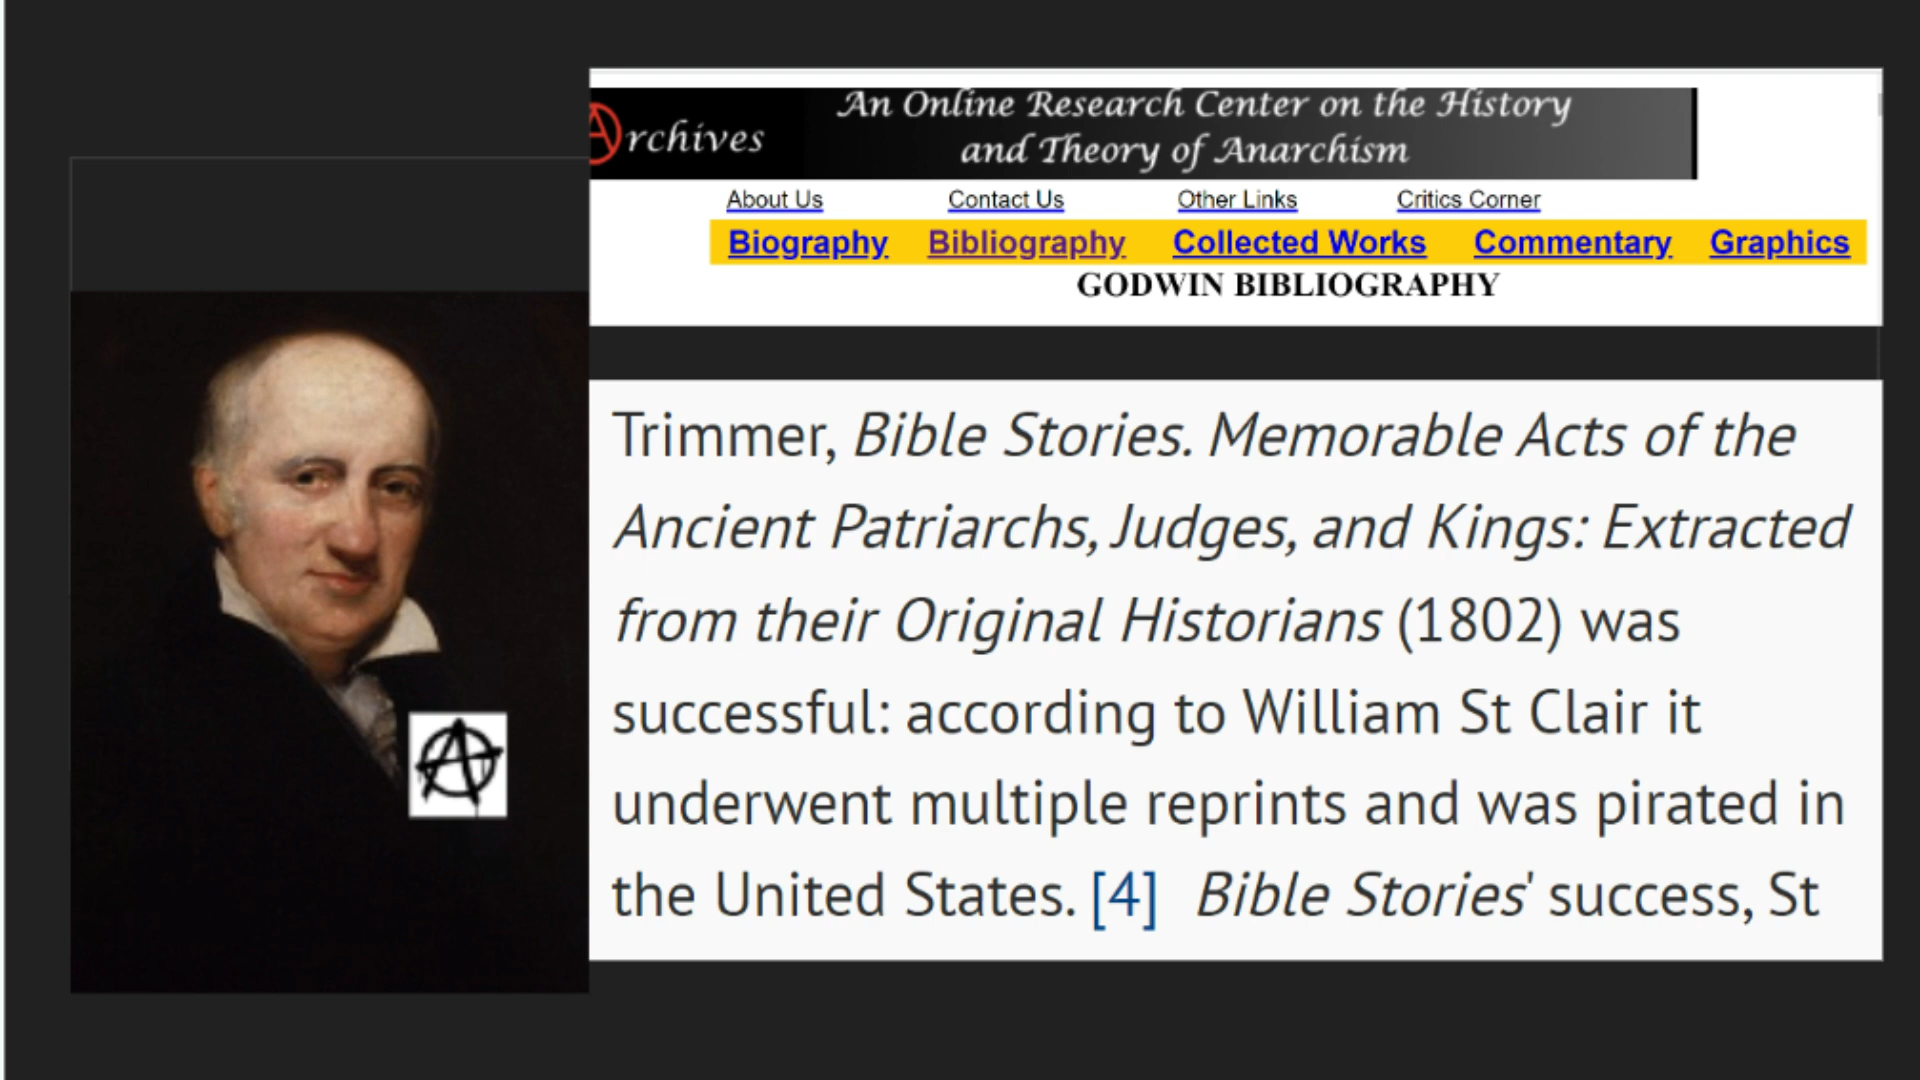 Archives
An Online Research Center on the History
and Theory of Anarchism
About Us Contact Us Other Links Critics Corner
Biography Bibliography Collected Works Commentary Graphics
GODWIN BIBLIOGRAPHY
Trimmer, Bible Stories. Memorable Acts of the
Ancient Patriarchs, Judges, and Kings: Extracted
from their Original Historians (1802) was
successful: according to William St Clair it
underwent multiple reprints and was pirated in
the United States. [4] Bible Stories' success, St